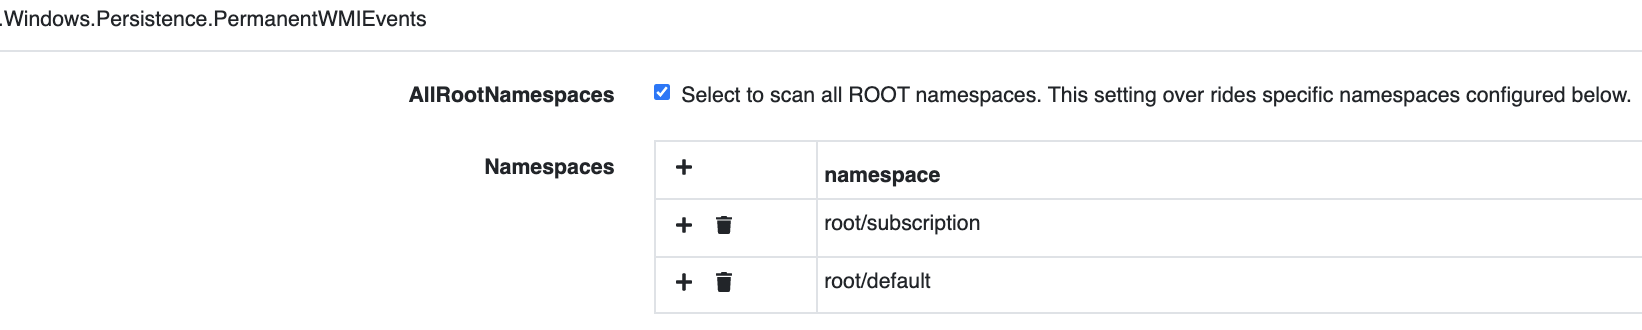 .Windows.Persistence.PermanentWMIEvents
AllRootNamespaces Select to scan all ROOT namespaces. This setting over rides specific namespaces configured below.
Namespaces
namespace
root/subscription
root/default